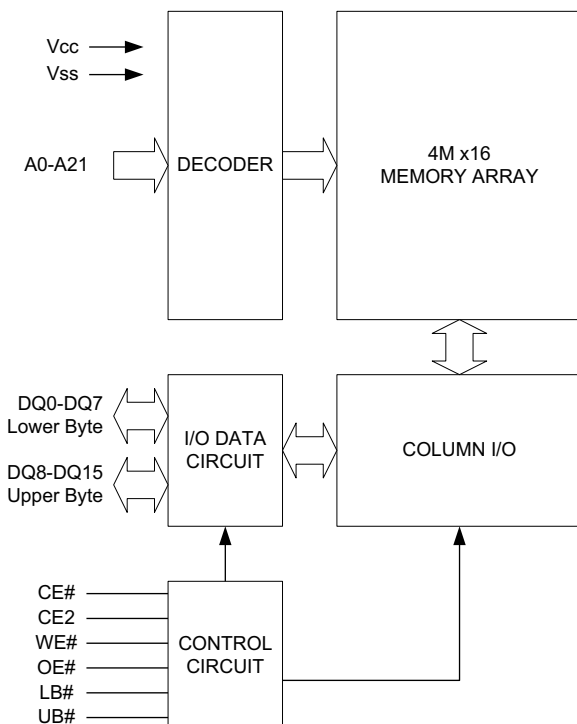 Vcc
Vss
A0-A21
DECODER
4M x16
MEMORY ARRAY
DQ0-DQ7
Lower Byte
DQ8-DQ15
Upper Byte
I/O DATA
CIRCUIT
COLUMN I/O
CE#
CE2
WE#
OE#
LB#
UB#
CONTROL
CIRCUIT